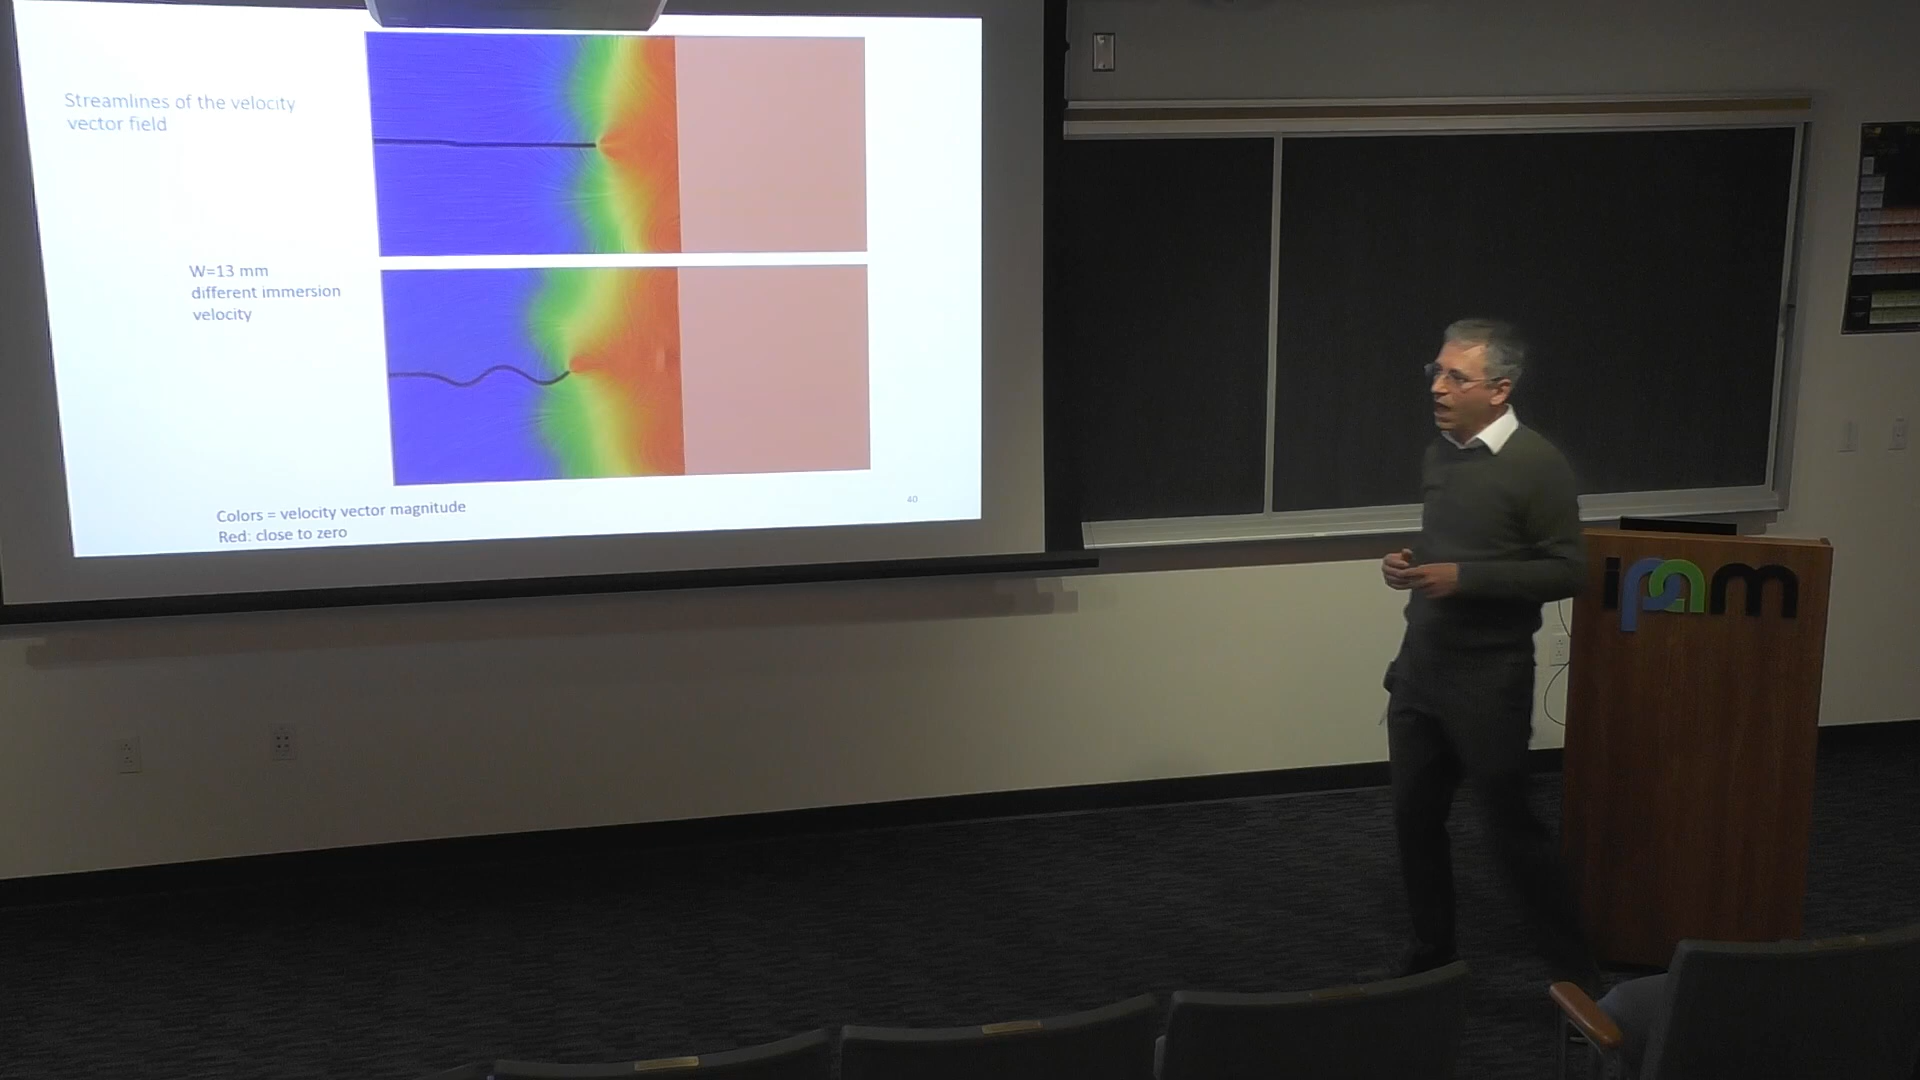 Streamlines of the velocity
vector field
W=13 mm
different immersion
velocity
Colors = velocity vector magnitude
Red: close to zero
40
ipam